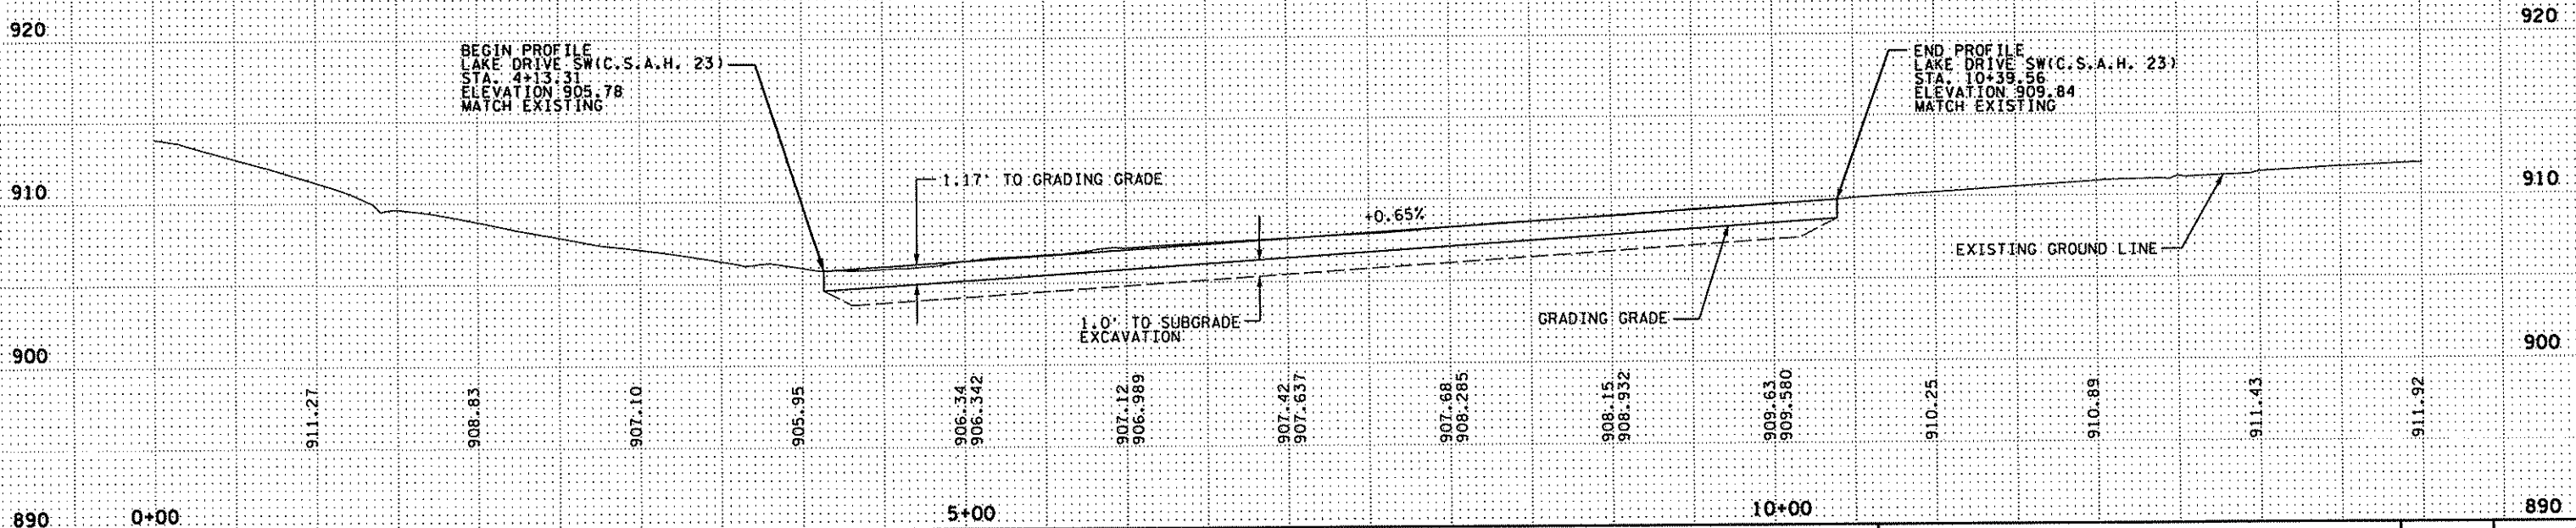 920
920
BEGIN PROFILE
LAKE DRIVE SW(C.S.A.H. 23)
STA. 4+13.31
ELEVATION 905.78
MATCH EXISTING
END PROFILE
LAKE DRIVE SW(C.S.A.H. 23)
STA. 10+39.56
ELEVATION 909.84
MATCH EXISTING
910
1.17' TO GRADING GRADE
910
+0.65%
EXISTING GROUND LINE
1.0' TO SUBGRADE
EXCAVATION
GRADING GRADE
900
900
911.27
908.83
907.10
905.95
906.34
906.342
907.12
906.989
907.42
907.637
907.68
908.285
908.15
908.932
909.63
909.580
910.25
910.89
911.43
911.92
890
0+00
5+00
10+00
890